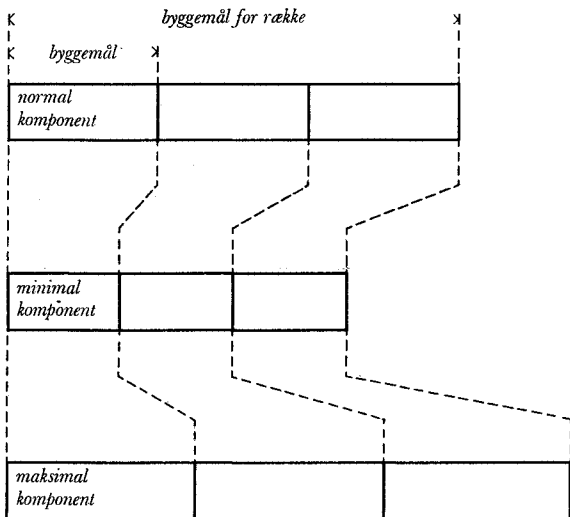 byggemål for række
byggemål
normal
komponent
minimal
komponent
maksimal
komponent